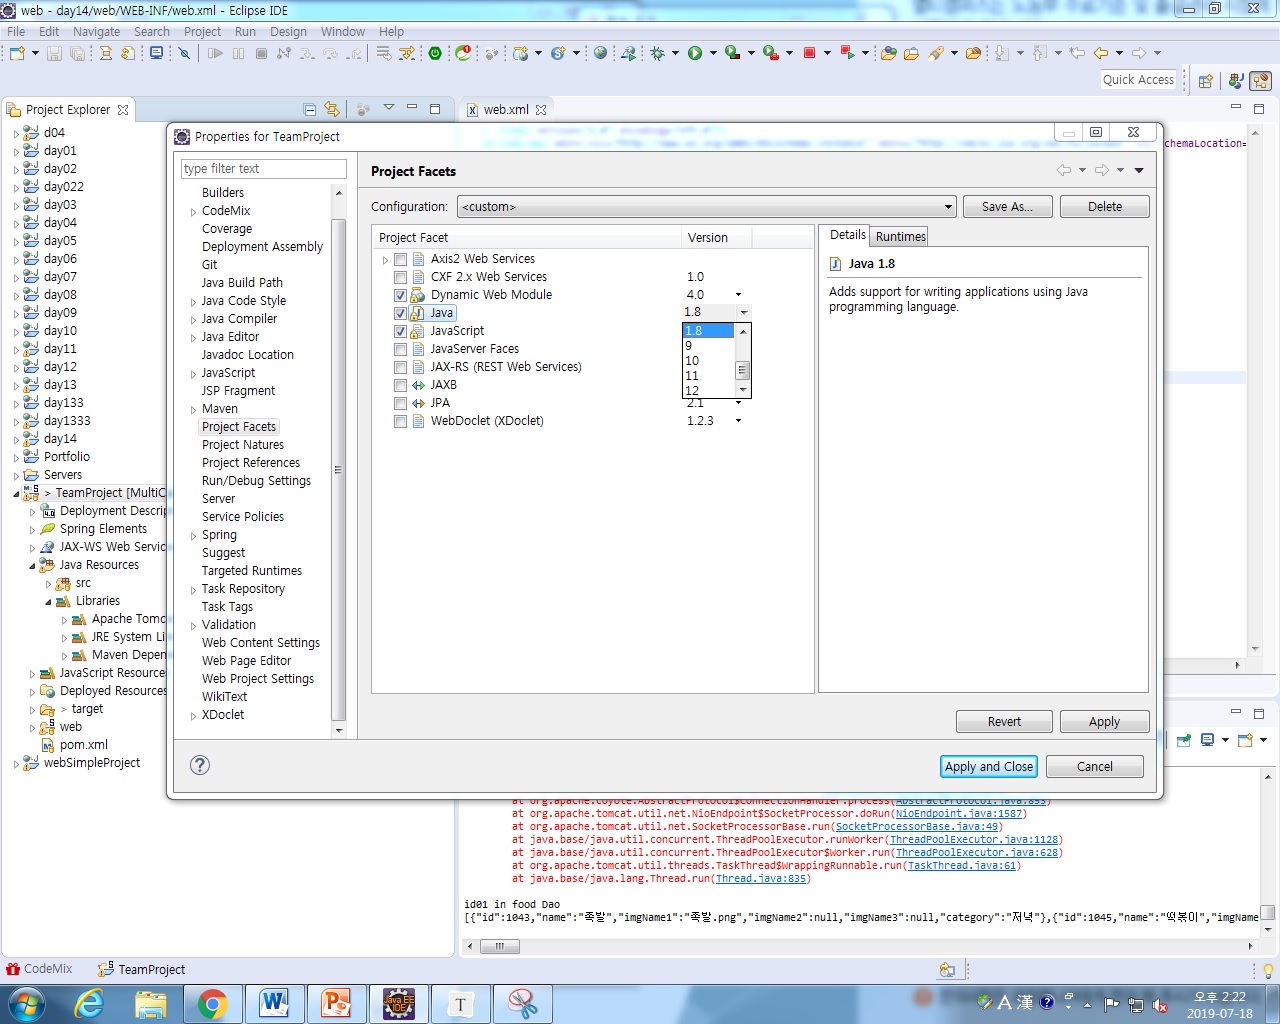 web - day14/web/WEB-INF/web.xml - Eclipse IDE
File Edit Navigate Search Project Run Design Window Help
Quick Access
Project Explorer
web.xml
d04
day01
day02
day022
day03
day04
day05
day06
day07
day08
day09
day10
day11
day12
day13
day133
day1333
day14
Portfolio
Servers
> TeamProject [MultiC
Deployment Descrip
Spring Elements
JAX-WS Web Servic
Java Resources
src
Libraries
Apache Tomc
JRE System Li
Maven Depen
JavaScript Resource
Deployed Resources
> target
web
pom.xml
webSimpleProject
Properties for TeamProject
type filter text
Builders
CodeMix
Coverage
Deployment Assembly
Git
Java Build Path
Java Code Style
Java Compiler
Java Editor
Javadoc Location
JavaScript
JSP Fragment
Maven
Project Facets
Project Natures
Project References
Run/Debug Settings
Server
Service Policies
Spring
Suggest
Targeted Runtimes
Task Repository
Task Tags
Validation
Web Content Settings
Web Page Editor
Web Project Settings
WikiText
XDoclet
Project Facets
Configuration: <custom> Save As... Delete
Project Facet Version
Axis2 Web Services
CXF 2.x Web Services 1.0
Dynamic Web Module 4.0
Java 1.8
JavaScript
JavaServer Faces
JAX-RS (REST Web Services)
JAXB
JPA 2.1
WebDoclet (XDoclet) 1.2.3
1.8
9
10
11
12
Details Runtimes
Java 1.8
Adds support for writing applications using Java
programming language.
Revert Apply
Apply and Close Cancel
chemaLocation=
at org.apache.coyote.AbstractProtocol$ConnectionHandler.process(AbstractProtocol.java:853)
at org.apache.tomcat.util.net.NioEndpoint$SocketProcessor.doRun(NioEndpoint.java:1587)
at org.apache.tomcat.util.net.SocketProcessorBase.run(SocketProcessorBase.java:49)
at java.base/java.util.concurrent.ThreadPoolExecutor.runWorker(ThreadPoolExecutor.java:1128)
at java.base/java.util.concurrent.ThreadPoolExecutor$Worker.run(ThreadPoolExecutor.java:628)
at org.apache.tomcat.util.threads.TaskThread$WrappingRunnable.run(TaskThread.java:61)
at java.base/java.lang.Thread.run(Thread.java:835)
id01 in food Dao
[{"id":1043,"name":"족발","imgName1":"족발.png","imgName2":null,"imgName3":null,"category":"저녁"},{"id":1045,"name":"떡볶이","imgName
CodeMix TeamProject
A 漢
오후 2:22
2019-07-18